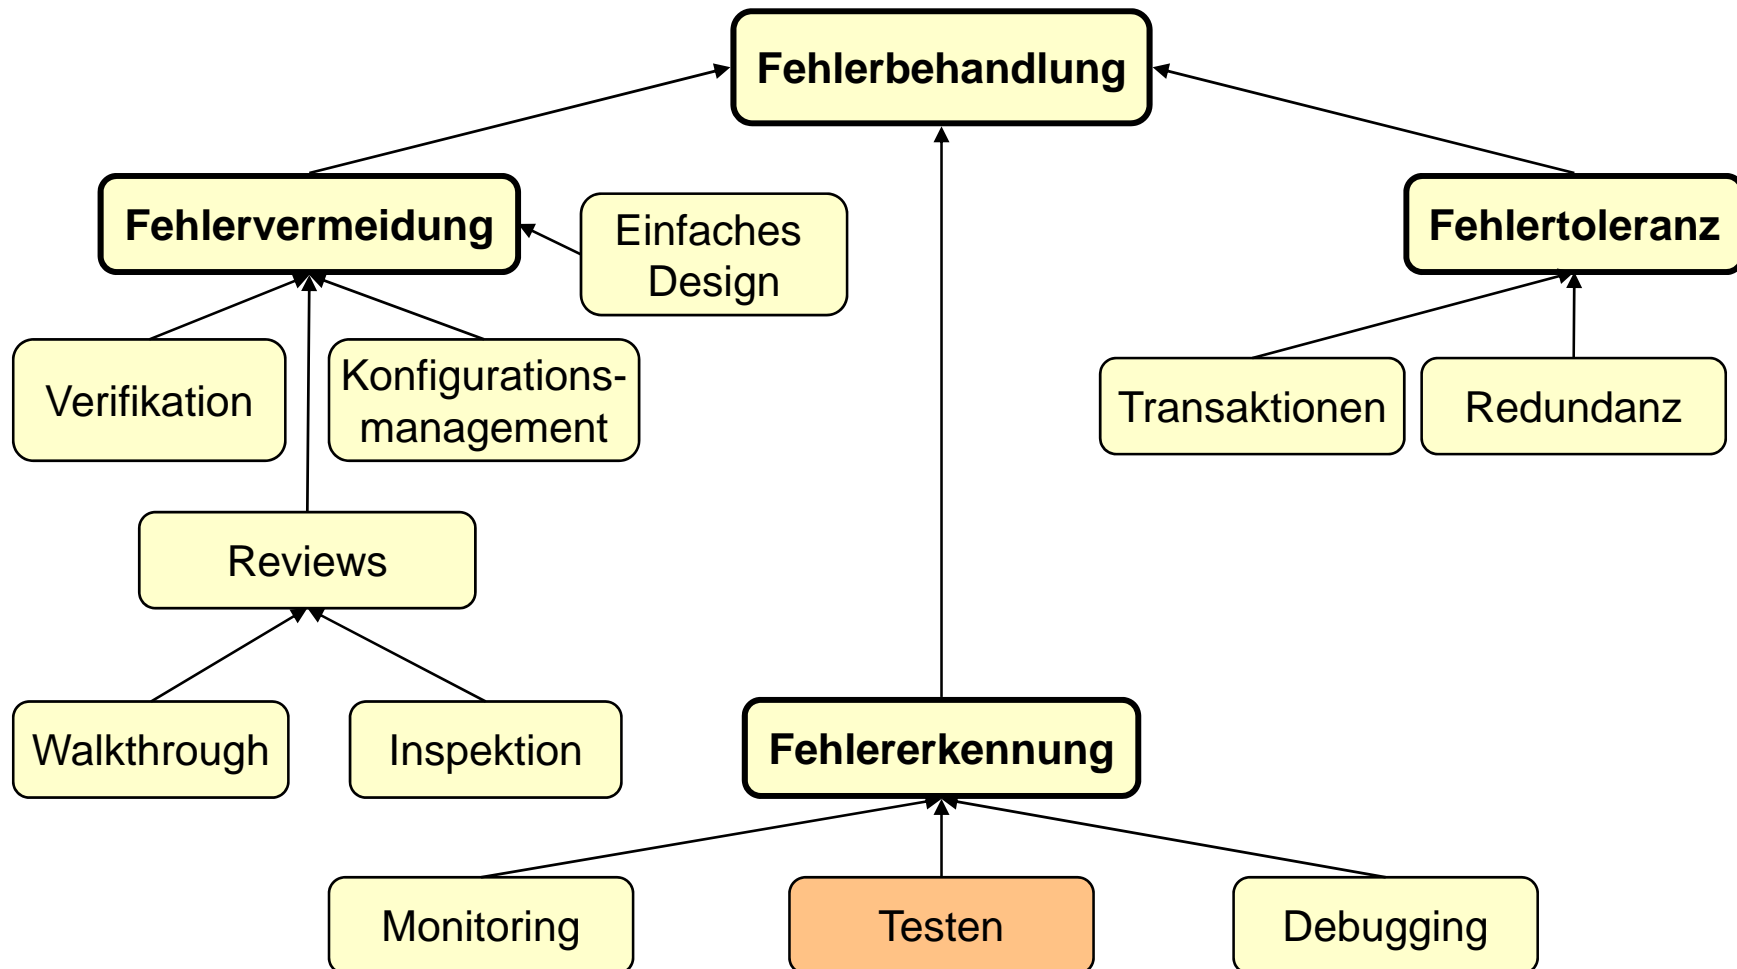 Fehlerbehandlung
Fehlervermeidung
Einfaches
Design
Fehlertoleranz
Verifikation
Konfigurations-
management
Transaktionen
Redundanz
Reviews
Walkthrough
Inspektion
Fehlererkennung
Monitoring
Testen
Debugging